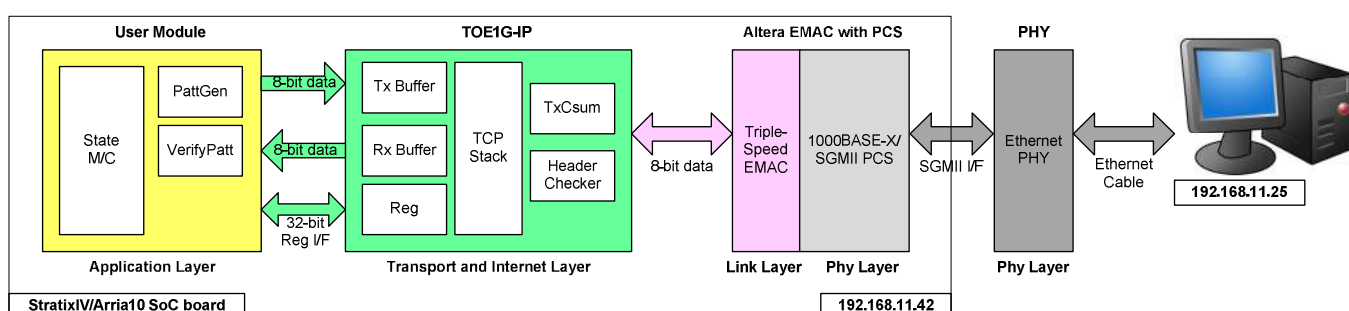 User Module
TOE1G-IP
Altera EMAC with PCS
PHY
State
M/C
PattGen
VerifyPatt
8-bit data
8-bit data
32-bit
Reg I/F
Tx Buffer
Rx Buffer
Reg
TCP
Stack
TxCsum
Header
Checker
8-bit data
Triple-
Speed
EMAC
1000BASE-X/
SGMII PCS
SGMII I/F
Ethernet
PHY
Ethernet
Cable
192.168.11.25
Application Layer
Transport and Internet Layer
Link Layer
Phy Layer
Phy Layer
StratixIV/Arria10 SoC board
192.168.11.42